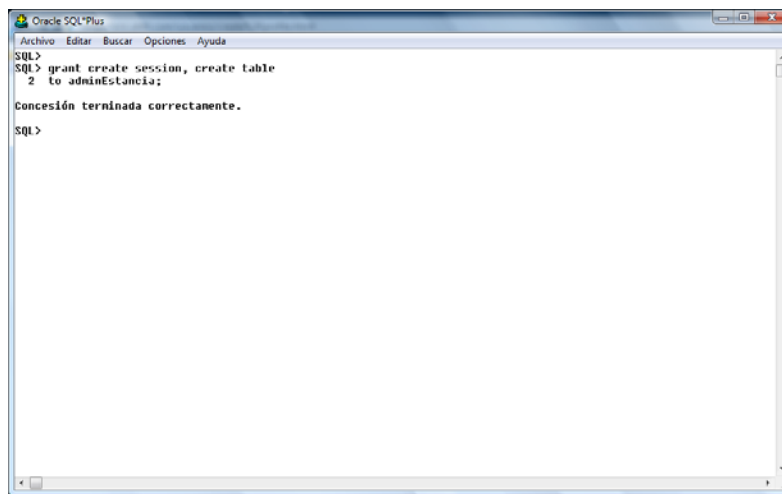 Oracle SQL*Plus
Archivo Editar Buscar Opciones Ayuda
SQL>
SQL> grant create session, create table
2 to adminEstancia;
Concesión terminada correctamente.
SQL>